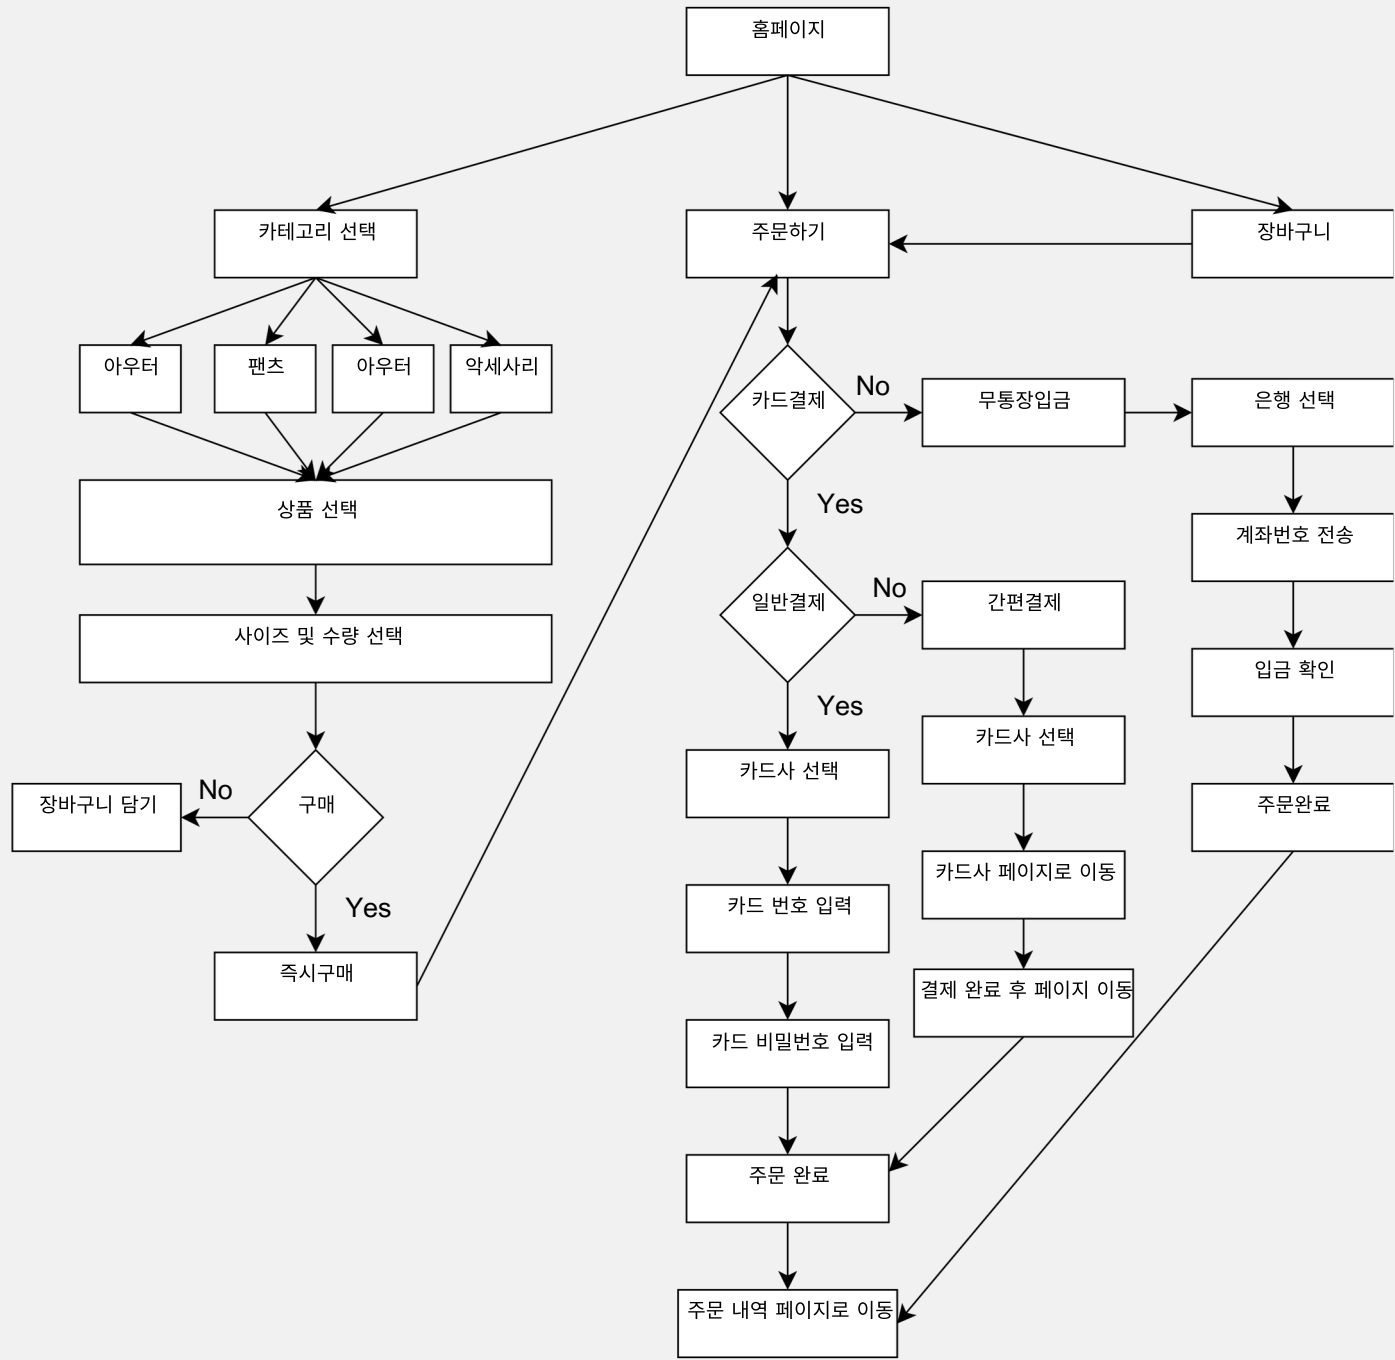 홈페이지
카테고리 선택
주문하기
장바구니
아우터
팬츠
아우터
악세사리
카드결제
No
무통장입금
은행 선택
상품 선택
Yes
계좌번호 전송
사이즈 및 수량 선택
일반결제
No
간편결제
입금 확인
Yes
카드사 선택
카드사 선택
장바구니 담기
No
구매
주문완료
Yes
카드 번호 입력
카드사 페이지로 이동
즉시구매
결제 완료 후 페이지 이동
카드 비밀번호 입력
주문 완료
주문 내역 페이지로 이동